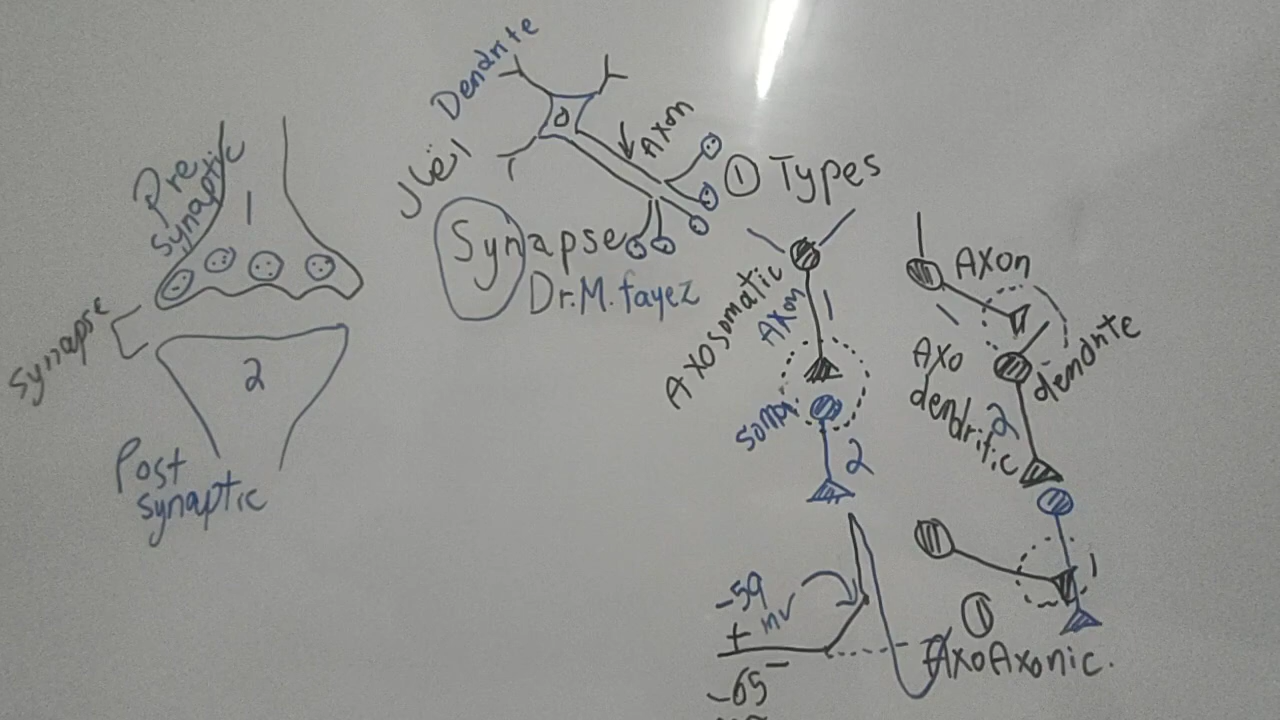 Dendrite
Axon
① Types
Pre
synaptic
1
Synapse
Dr.M.fayez
synapse
2
Post
synaptic
Axosomatic
Axon
1
soma
2
Axon
Axo
dendritic
dendrite
2
-59
mv
+
-65
①
AxoAxonic.